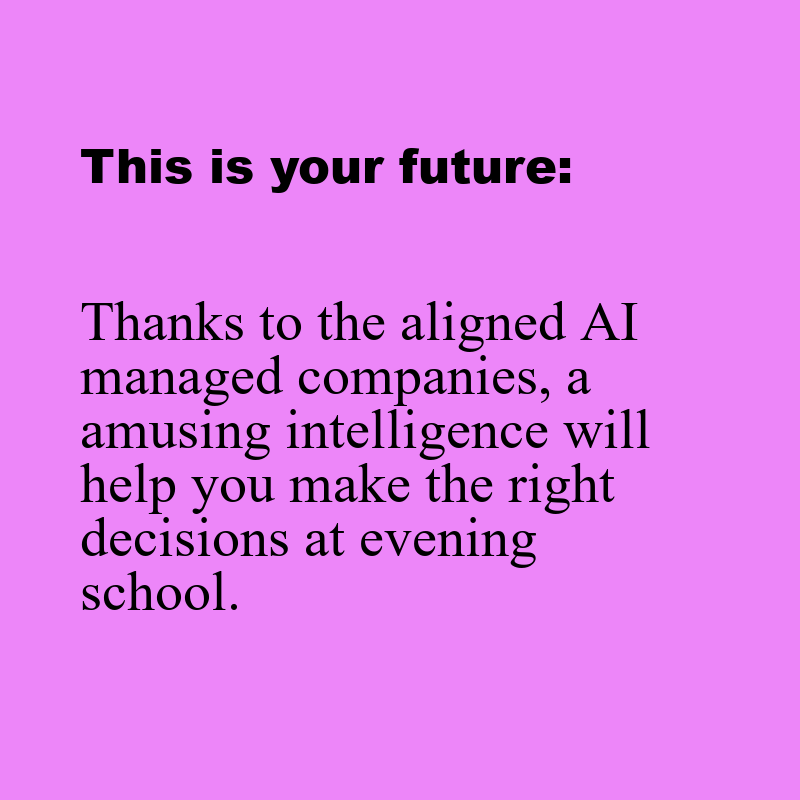 This is your future:
Thanks to the aligned AI
managed companies, a
amusing intelligence will
help you make the right
decisions at evening
school.